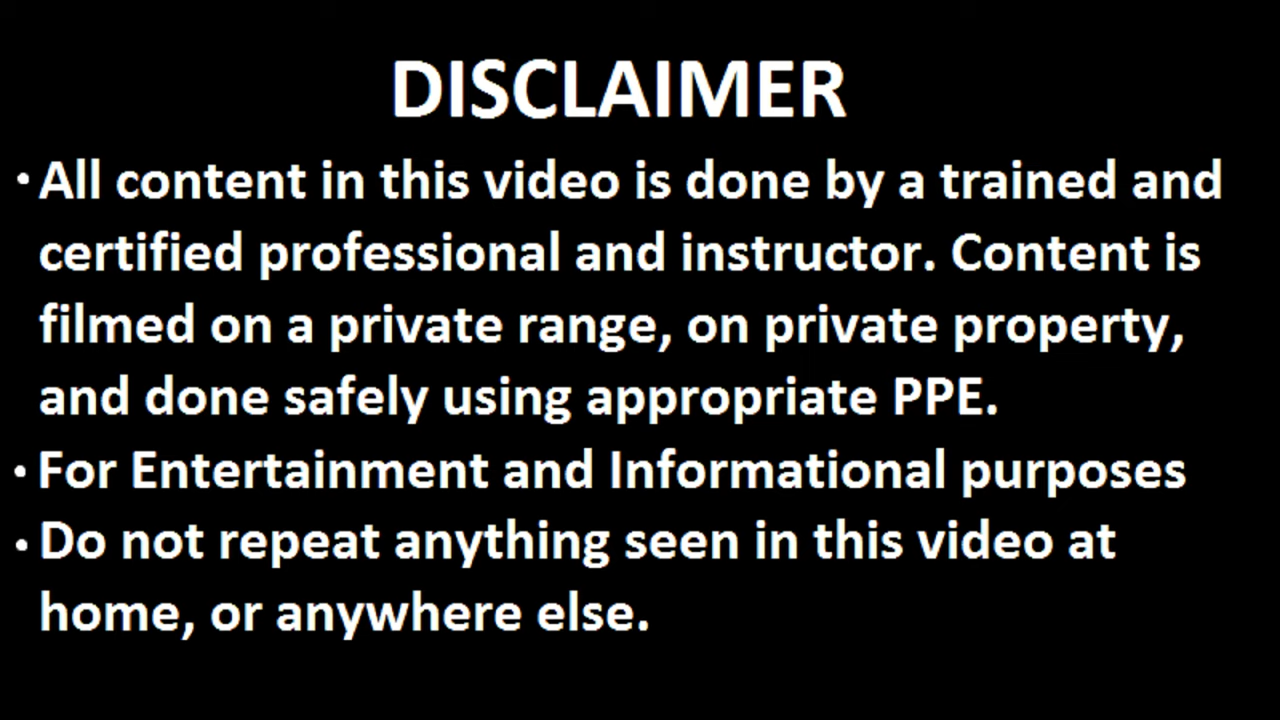 DISCLAIMER
• All content in this video is done by a trained and
certified professional and instructor. Content is
filmed on a private range, on private property,
and done safely using appropriate PPE.
• For Entertainment and Informational purposes
• Do not repeat anything seen in this video at
home, or anywhere else.